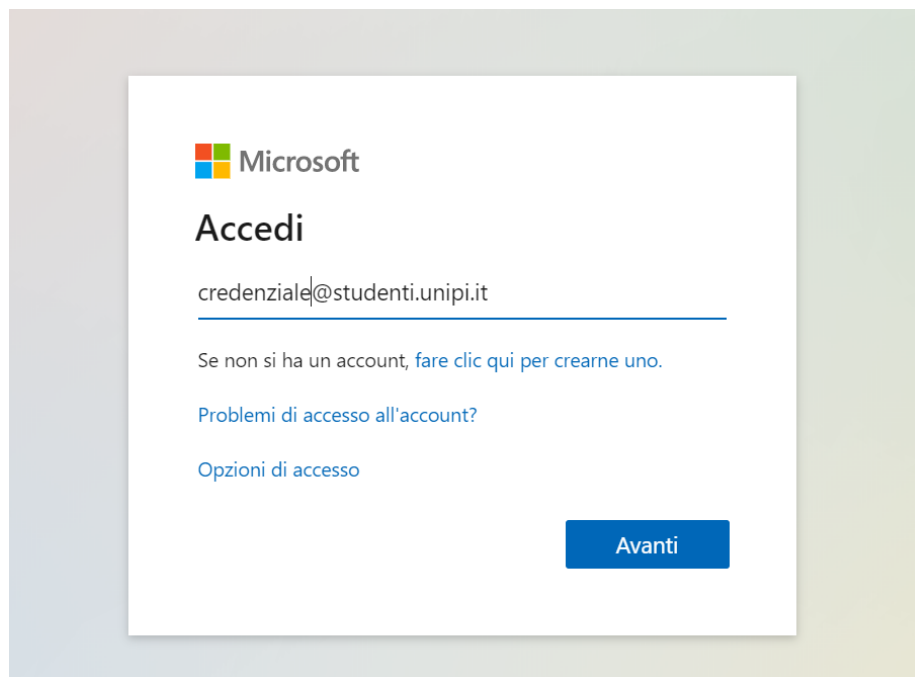 Microsoft
Accedi
credenziale@studenti.unipi.it
Se non si ha un account, fare clic qui per crearne uno.
Problemi di accesso all'account?
Opzioni di accesso
Avanti